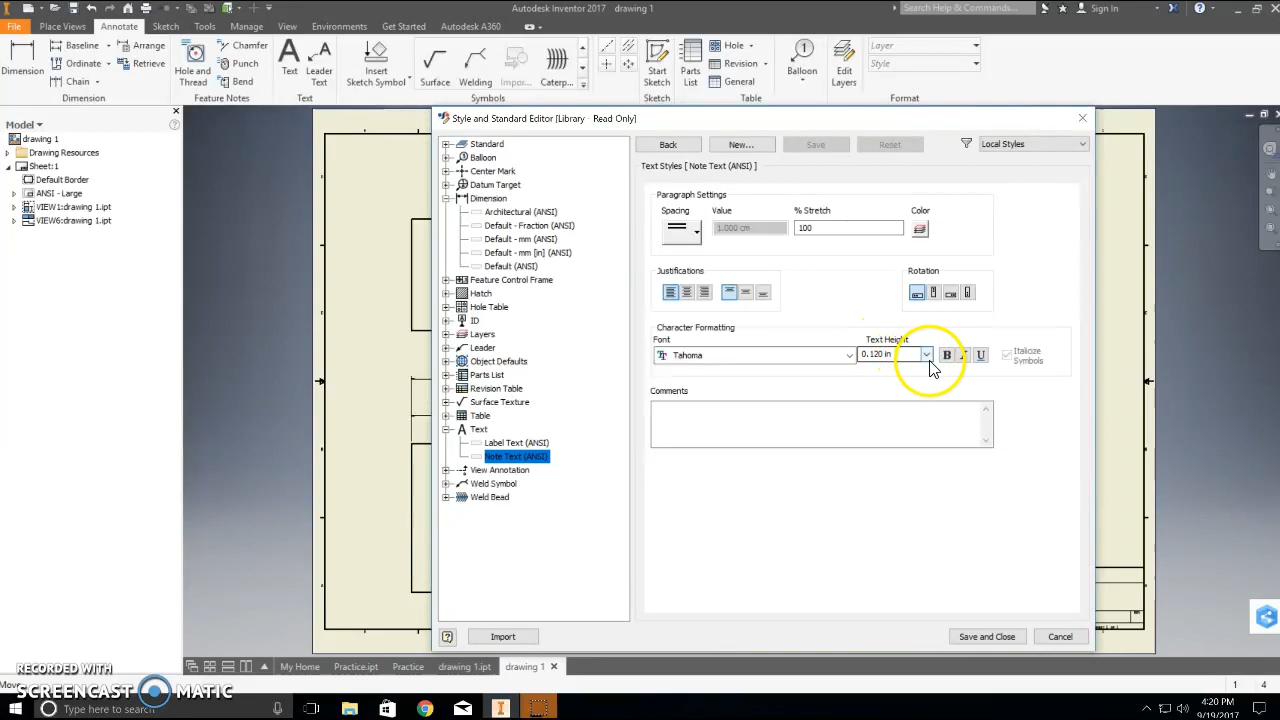 Autodesk Inventor 2017 drawing 1
Search Help & Commands...
Sign In
File
Place Views
Annotate
Sketch
Tools
Manage
View
Environments
Get Started
Autodesk A360
Dimension
Baseline
Ordinate
Chain
Arrange
Retrieve
Dimension
Hole and
Thread
Chamfer
Punch
Bend
Feature Notes
Text
Leader
Text
Text
Insert
Sketch Symbol
Surface
Welding
Impor...
Caterp...
Symbols
Start
Sketch
Sketch
Parts
List
Hole
Revision
General
Table
Balloon
Edit
Layers
Layer
Style
Format
Model
drawing 1
Drawing Resources
Sheet:1
Default Border
ANSI - Large
VIEW1:drawing 1.ipt
VIEW6:drawing 1.ipt
Style and Standard Editor [Library - Read Only]
Standard
Balloon
Center Mark
Datum Target
Dimension
Architectural (ANSI)
Default - Fraction (ANSI)
Default - mm (ANSI)
Default - mm [in] (ANSI)
Default (ANSI)
Feature Control Frame
Hatch
Hole Table
ID
Layers
Leader
Object Defaults
Parts List
Revision Table
Surface Texture
Table
Text
Label Text (ANSI)
Note Text (ANSI)
View Annotation
Weld Symbol
Weld Bead
Back
New...
Save
Reset
Local Styles
Text Styles [ Note Text (ANSI) ]
Paragraph Settings
Spacing
Value
% Stretch
Color
1.000 cm
100
Justifications
Rotation
Character Formatting
Font
Text Height
Tahoma
0.120 in
B
I
U
Italicize
Symbols
Comments
Import
Save and Close
Cancel
My Home
Practice.ipt
Practice
drawing 1.ipt
drawing 1
RECORDED WITH
SCREENCAST MATIC
1
4
Type here to search
4:20 PM
9/19/2017